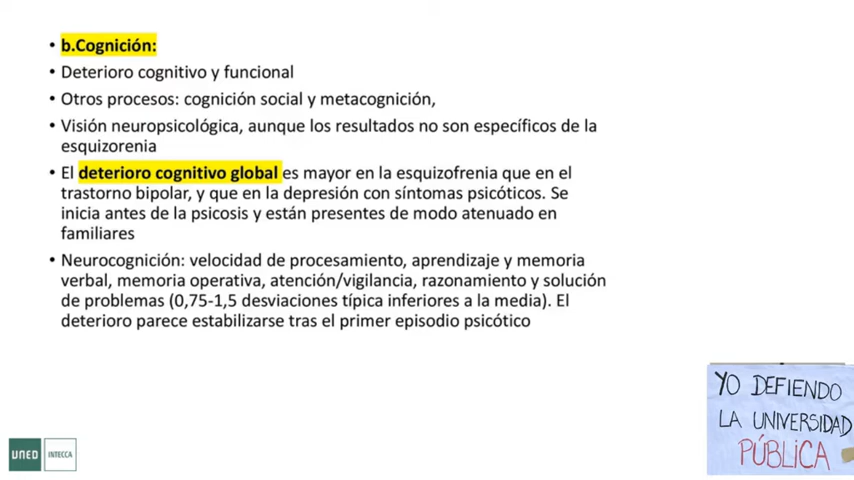 • b.Cognición:
• Deterioro cognitivo y funcional
• Otros procesos: cognición social y metacognición,
• Visión neuropsicológica, aunque los resultados no son específicos de la
esquizorenia
• El deterioro cognitivo global es mayor en la esquizofrenia que en el
trastorno bipolar, y que en la depresión con síntomas psicóticos. Se
inicia antes de la psicosis y están presentes de modo atenuado en
familiares
• Neurocognición: velocidad de procesamiento, aprendizaje y memoria
verbal, memoria operativa, atención/vigilancia, razonamiento y solución
de problemas (0,75-1,5 desviaciones típica inferiores a la media). El
deterioro parece estabilizarse tras el primer episodio psicótico
YO DEFIENDO
LA UNIVERSIDAD
PÚBLICA
UNED INTECCA